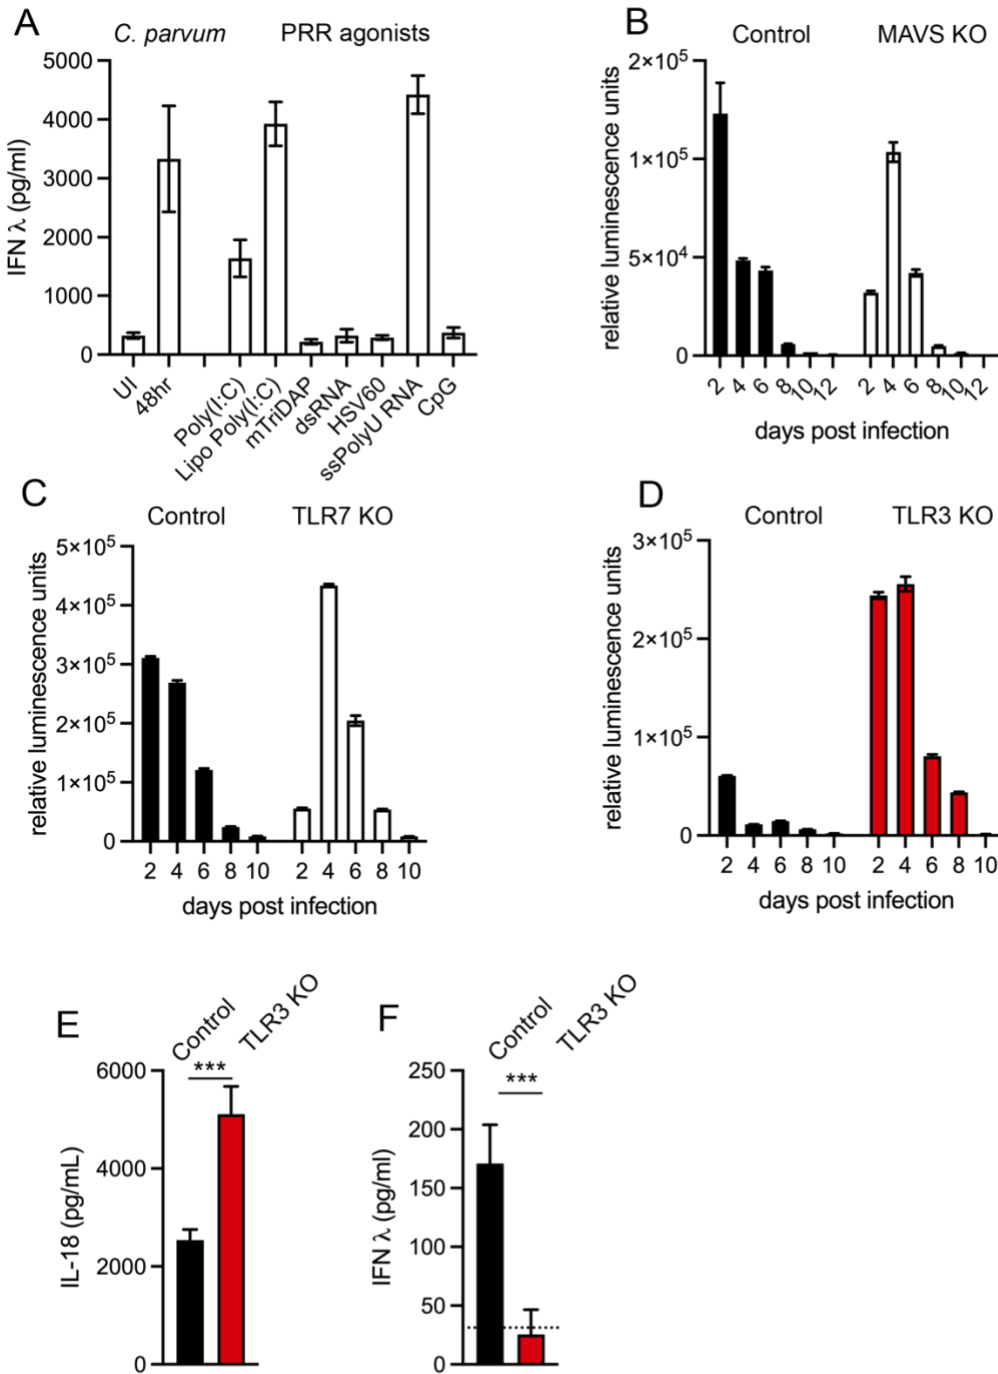 A
C. parvum PRR agonists
IFN λ (pg/ml)
5000
4000
3000
2000
1000
0
UI
48hr
Poly(I:C)
Lipo Poly(I:C)
mTriDAP
dsRNA
HSV60
ssPolyU RNA
CpG
B
Control MAVS KO
relative luminescence units
2×10⁵
1×10⁵
5×10⁴
0
2 4 6 8 10 12 2 4 6 8 10 12
days post infection
C
Control TLR7 KO
relative luminescence units
5×10⁵
4×10⁵
3×10⁵
2×10⁵
1×10⁵
0
2 4 6 8 10 2 4 6 8 10
days post infection
D
Control TLR3 KO
relative luminescence units
3×10⁵
2×10⁵
1×10⁵
0
2 4 6 8 10 2 4 6 8 10
days post infection
E
Control
TLR3 KO
***
IL-18 (pg/mL)
6000
4000
2000
0
F
Control
TLR3 KO
***
IFN λ (pg/ml)
250
200
150
100
50
0